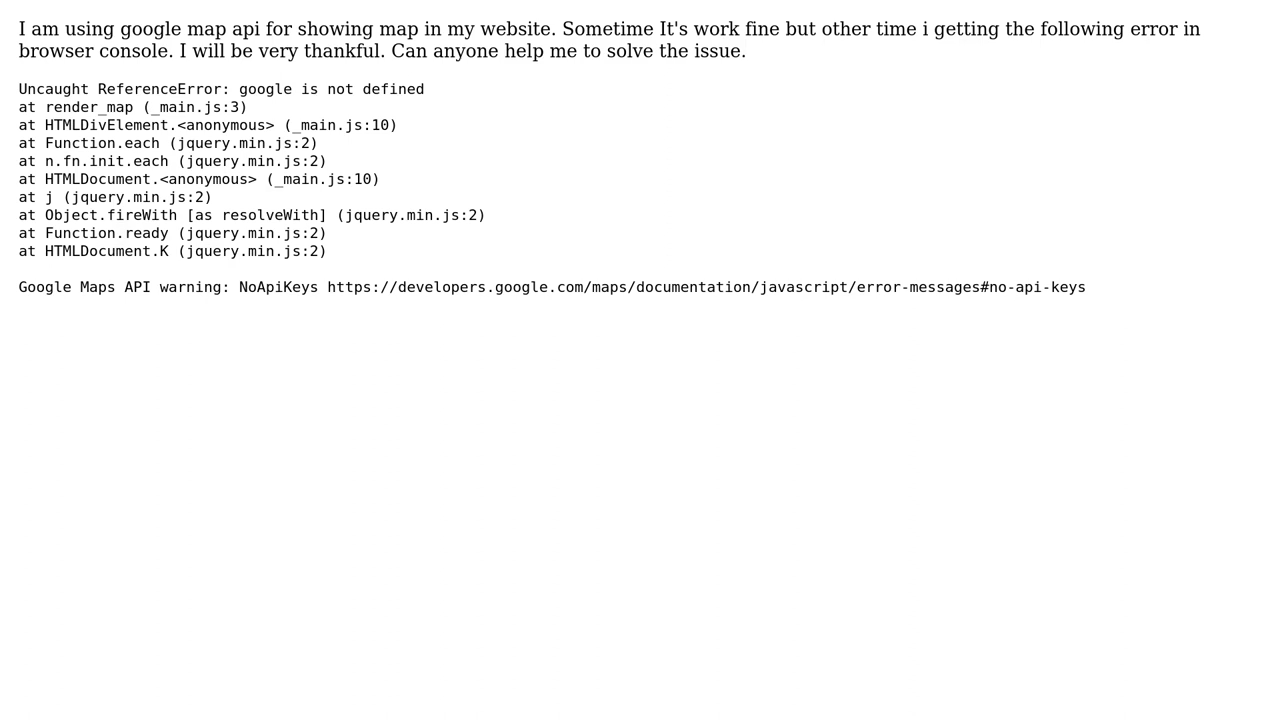 I am using google map api for showing map in my website. Sometime It's work fine but other time i getting the following error in
browser console. I will be very thankful. Can anyone help me to solve the issue.
Uncaught ReferenceError: google is not defined
at render_map (_main.js:3)
at HTMLDivElement.<anonymous> (_main.js:10)
at Function.each (jquery.min.js:2)
at n.fn.init.each (jquery.min.js:2)
at HTMLDocument.<anonymous> (_main.js:10)
at j (jquery.min.js:2)
at Object.fireWith [as resolveWith] (jquery.min.js:2)
at Function.ready (jquery.min.js:2)
at HTMLDocument.K (jquery.min.js:2)
Google Maps API warning: NoApiKeys https://developers.google.com/maps/documentation/javascript/error-messages#no-api-keys